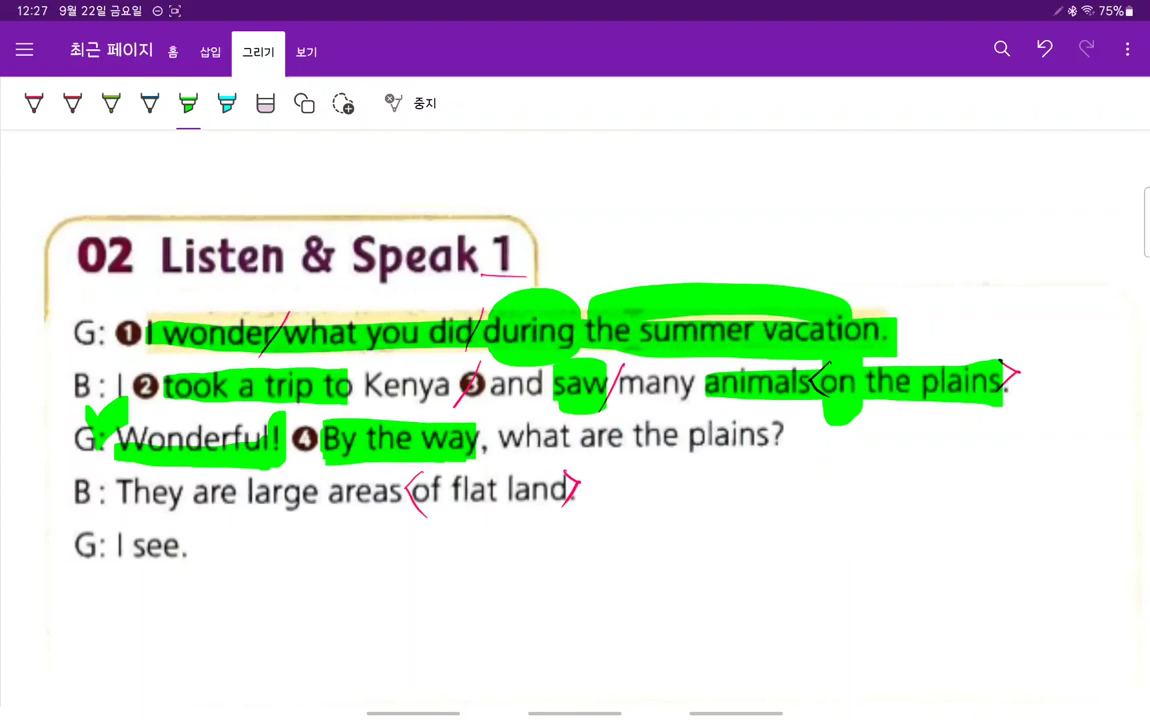 12:27 9월 22일 금요일 75%
최근 페이지 홈 삽입 그리기 보기
중지
02 Listen & Speak 1
G: ❶ I wonder what you did during the summer vacation.
B : I ❷ took a trip to Kenya ❸ and saw many animals on the plains.
G: Wonderful! ❹ By the way, what are the plains?
B : They are large areas of flat land.
G: I see.